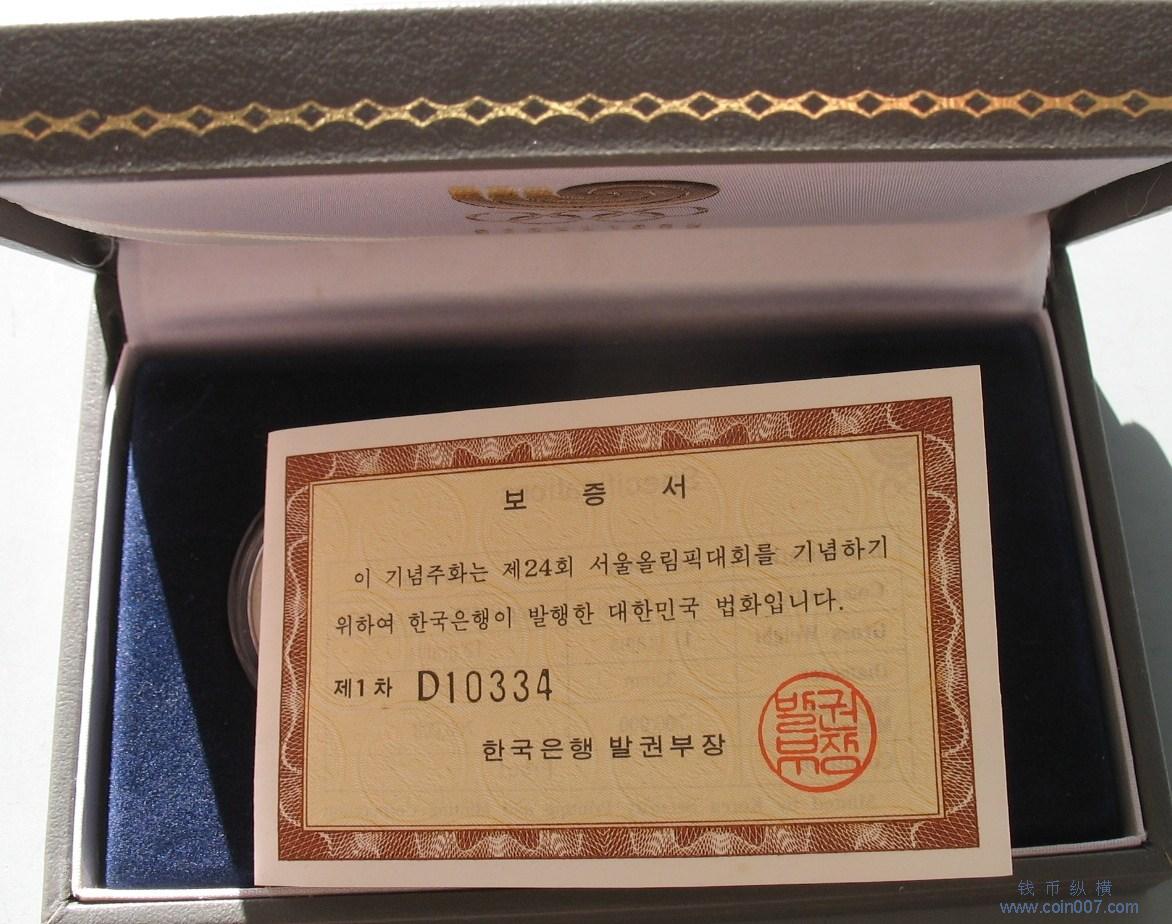 보 증 서
이 기념주화는 제24회 서울올림픽대회를 기념하기
위하여 한국은행이 발행한 대한민국 법화입니다.
제1차 D10334
한국은행 발권부장
발권
부장
钱币纵横
www.coin007.com